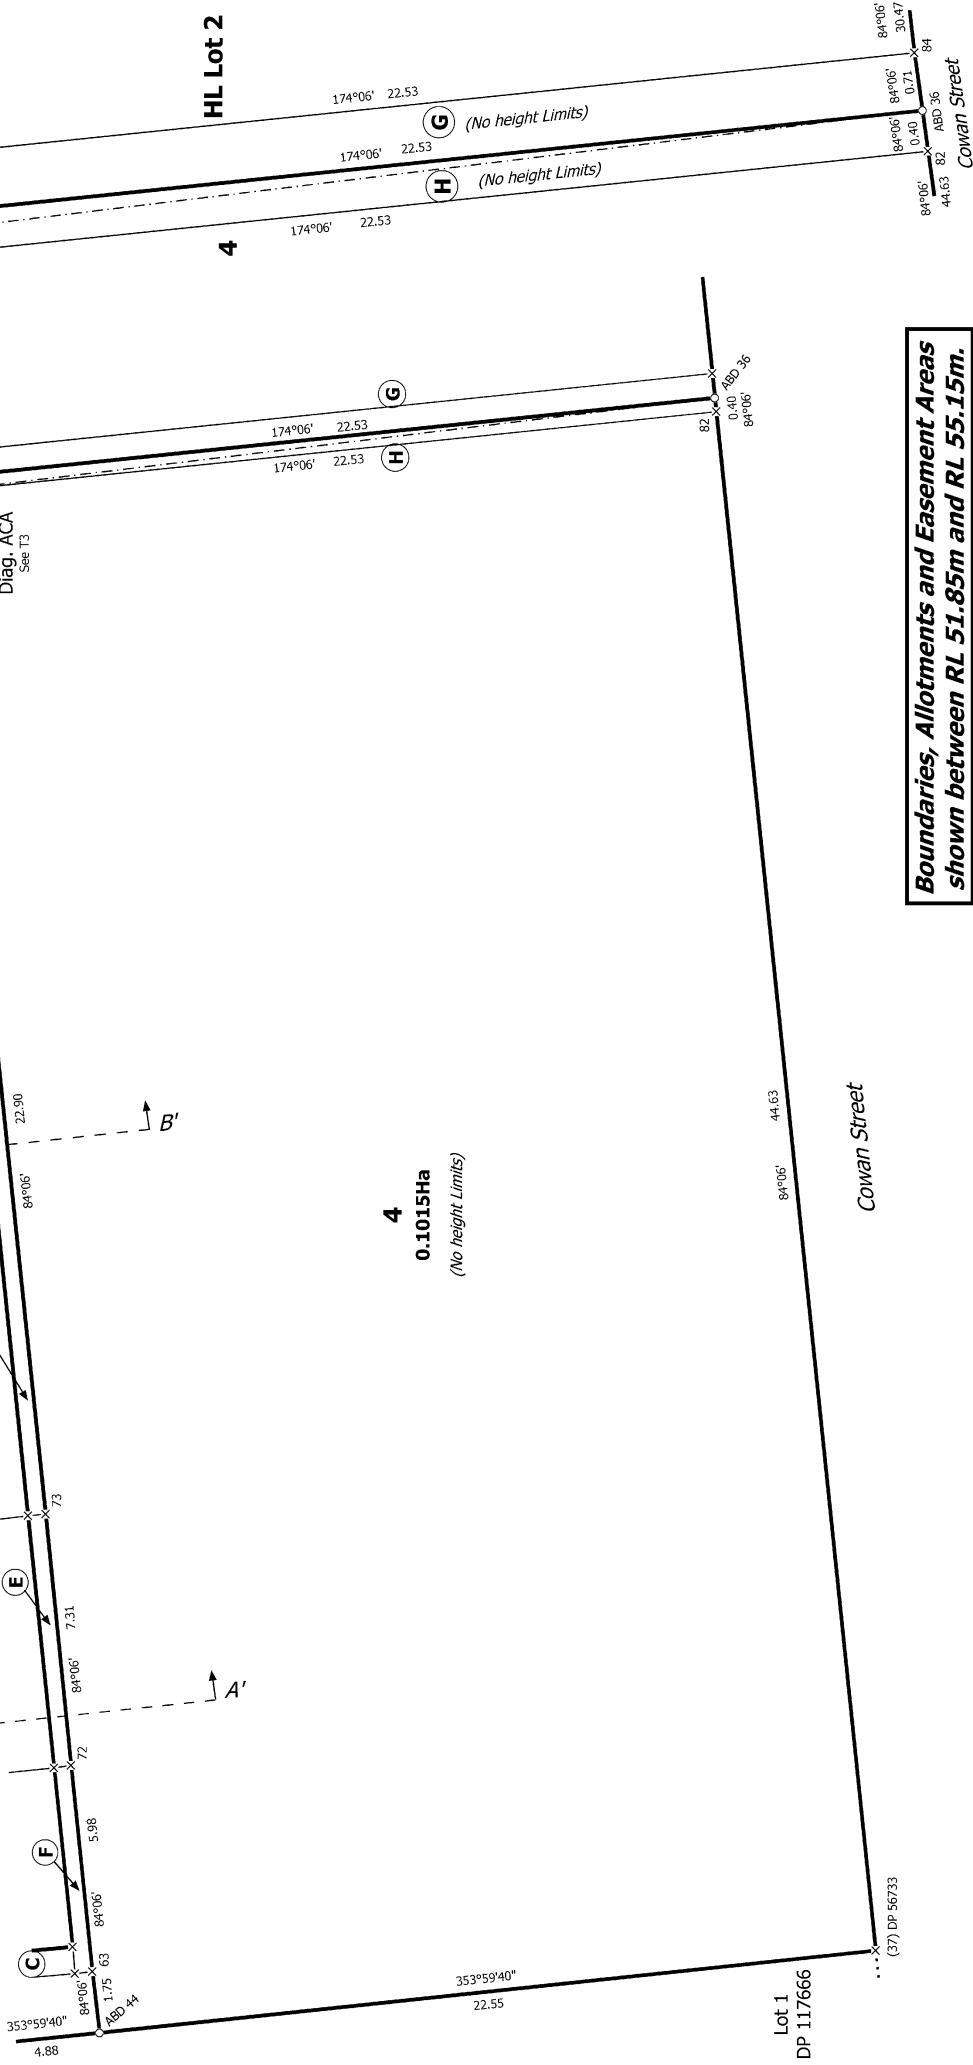 HL Lot 2
174°06' 22.53
G
(No height Limits)
174°06' 22.53
H
(No height Limits)
174°06' 22.53
4
84°06'
30.47
84
84°06'
0.71
ABD 36
84°06'
0.40
82
84°06'
44.63
Cowan Street
Diag. ACA
See T3
174°06' 22.53
G
174°06' 22.53
H
ABD 36
82
0.40
84°06'
Boundaries, Allotments and Easement Areas
shown between RL 51.85m and RL 55.15m.
22.90
84°06'
B'
4
0.1015Ha
(No height Limits)
44.63
84°06'
Cowan Street
73
E
7.31
84°06'
A'
72
5.98
F
84°06'
C
63
84°06'
1.75
ABD 44
353°59'40"
4.88
353°59'40"
22.55
(37) DP 56733
Lot 1
DP 117666